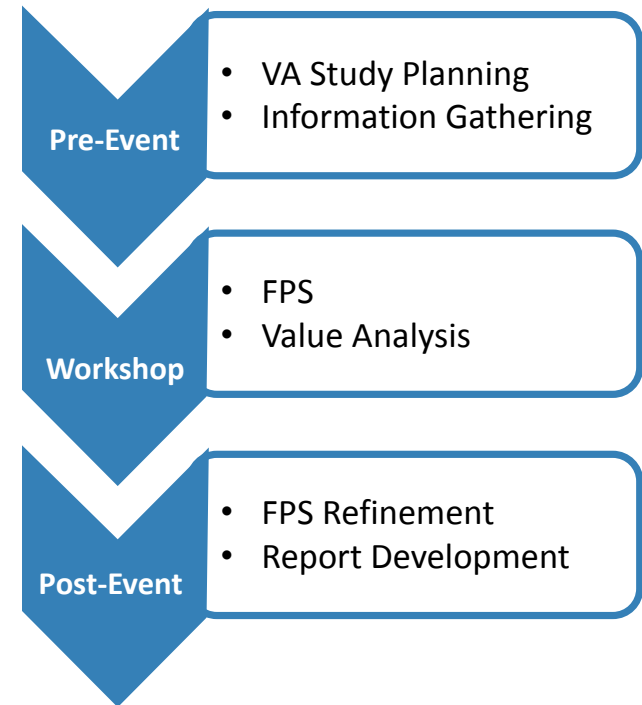 Pre-Event
• VA Study Planning
• Information Gathering
Workshop
• FPS
• Value Analysis
Post-Event
• FPS Refinement
• Report Development